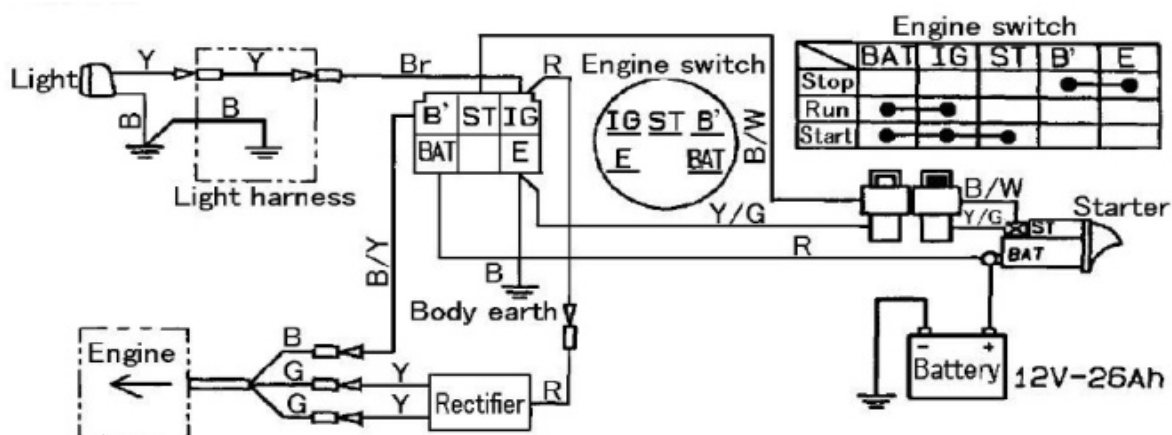 Engine switch
BAT IG ST B' E
Stop
Run
Start
Light
Y
Y
Br
R
Engine switch
B
B
B' ST IG
BAT E
IG ST B'
E BAT
B/W
Light harness
B/W
Y/G
Y/G
ST
Starter
R
BAT
B/Y
B
Body earth
Engine
B
G
Y
G
Y
Rectifier
R
- +
Battery
12V-26Ah